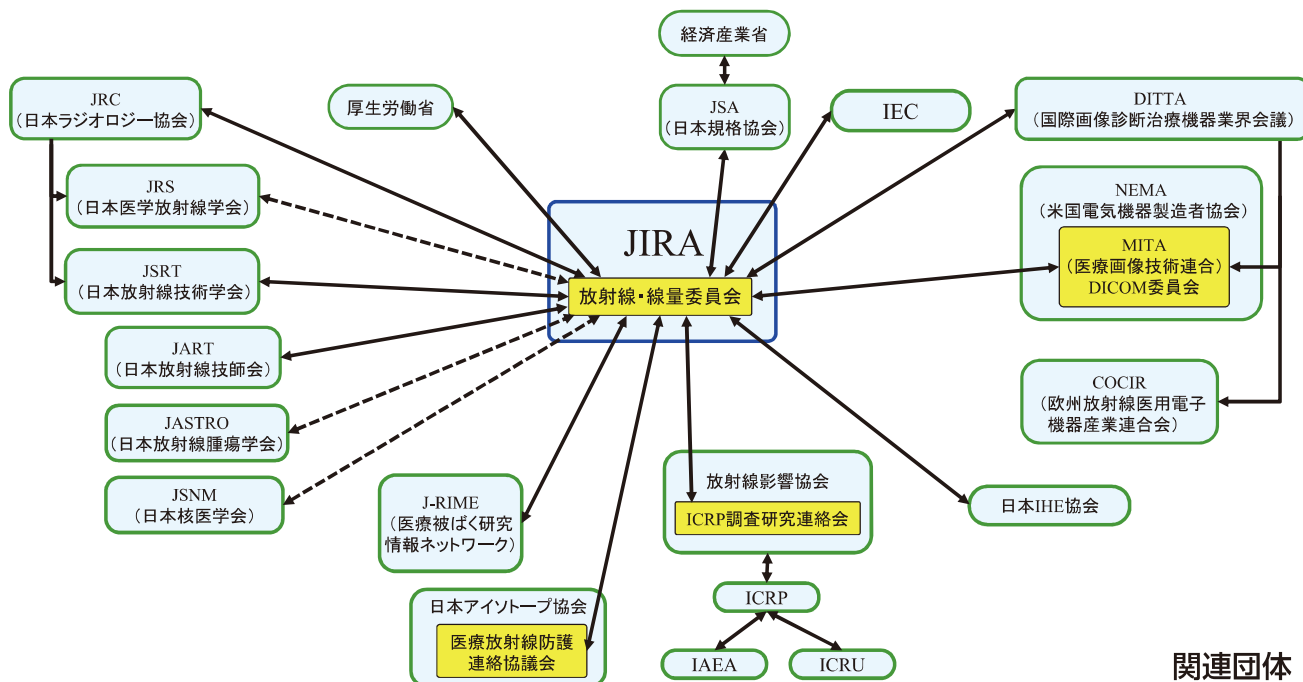 経済産業省
JRC
(日本ラジオロジー協会)
厚生労働省
JSA
(日本規格協会)
IEC
DITTA
(国際画像診断治療機器業界会議)
JRS
(日本医学放射線学会)
NEMA
(米国電気機器製造者協会)
MITA
(医療画像技術連合)
DICOM委員会
JIRA
放射線・線量委員会
JSRT
(日本放射線技術学会)
JART
(日本放射線技師会)
COCIR
(欧州放射線医用電子
機器産業連合会)
JASTRO
(日本放射線腫瘍学会)
JSNM
(日本核医学会)
J-RIME
(医療被ばく研究
情報ネットワーク)
放射線影響協会
ICRP調査研究連絡会
日本IHE協会
ICRP
日本アイソトープ協会
医療放射線防護
連絡協議会
IAEA
ICRU
関連団体